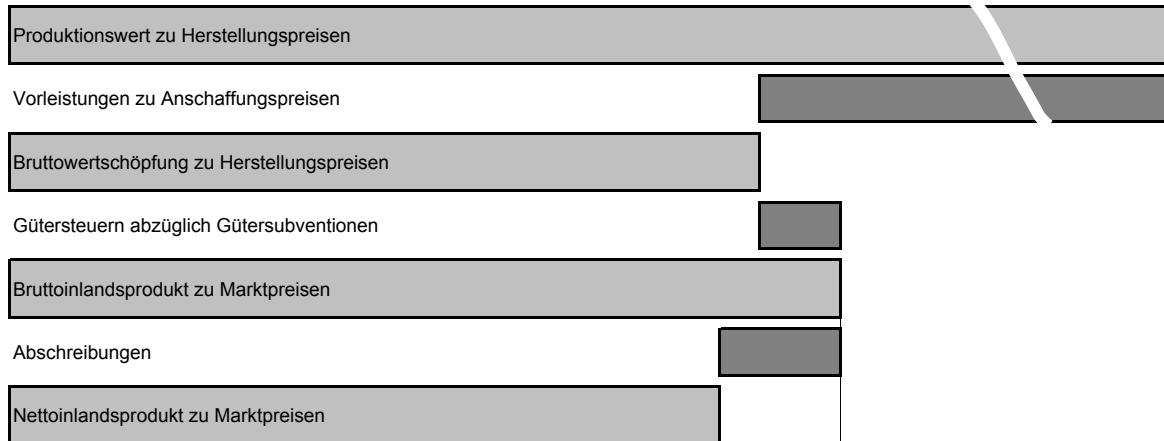 Produktionswert zu Herstellungspreisen
Vorleistungen zu Anschaffungspreisen
Bruttowertschöpfung zu Herstellungspreisen
Gütersteuern abzüglich Gütersubventionen
Bruttoinlandsprodukt zu Marktpreisen
Abschreibungen
Nettoinlandsprodukt zu Marktpreisen